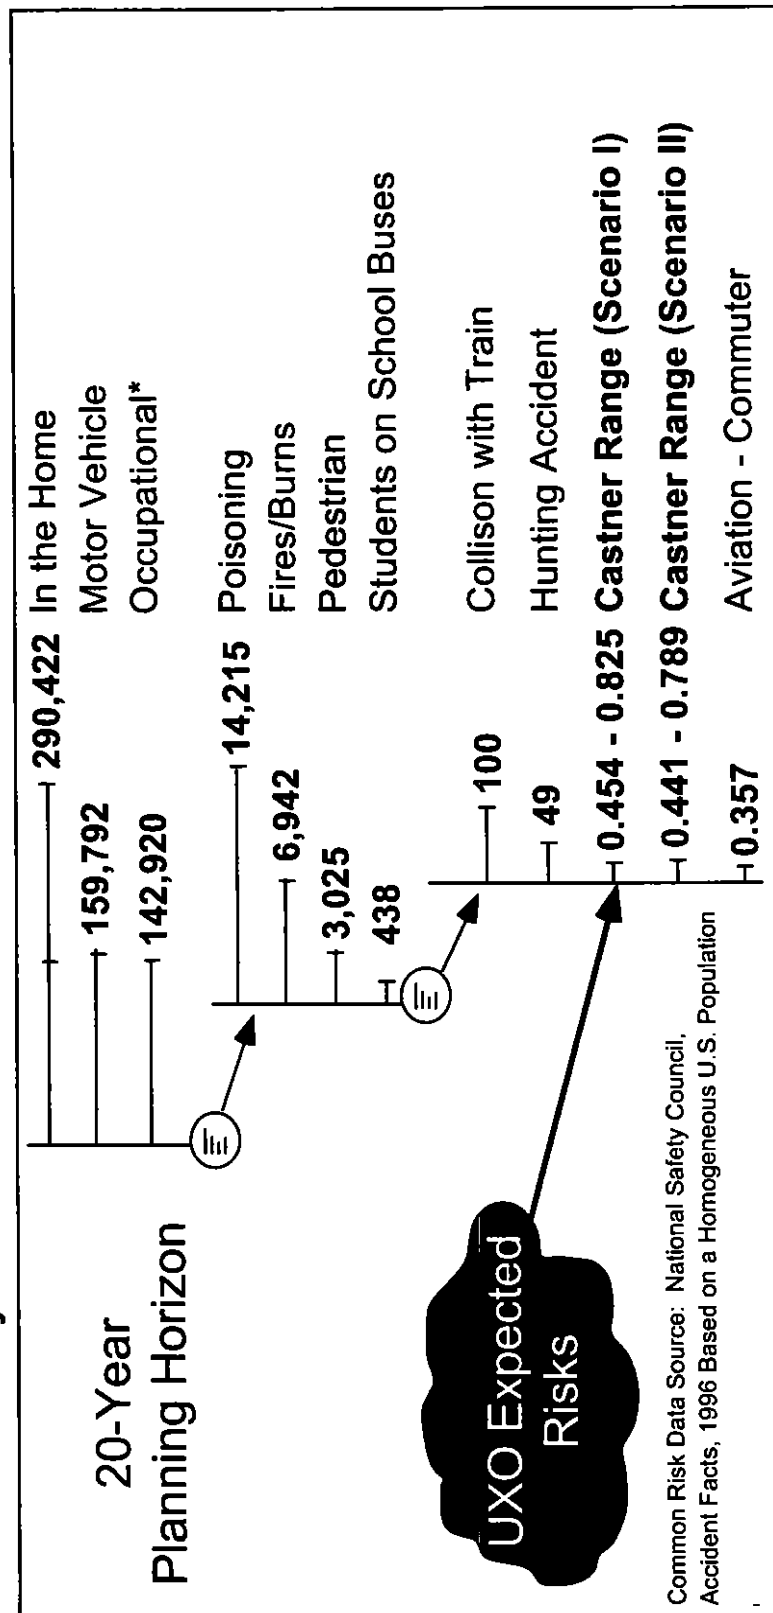 20-Year
Planning Horizon
290,422 In the Home
159,792 Motor Vehicle
142,920 Occupational*
14,215 Poisoning
6,942 Fires/Burns
3,025 Pedestrian
438 Students on School Buses
100 Collison with Train
49 Hunting Accident
0.454 - 0.825 Castner Range (Scenario I)
0.441 - 0.789 Castner Range (Scenario II)
0.357 Aviation - Commuter
UXO Expected
Risks
Common Risk Data Source: National Safety Council,
Accident Facts, 1996 Based on a Homogeneous U.S. Population